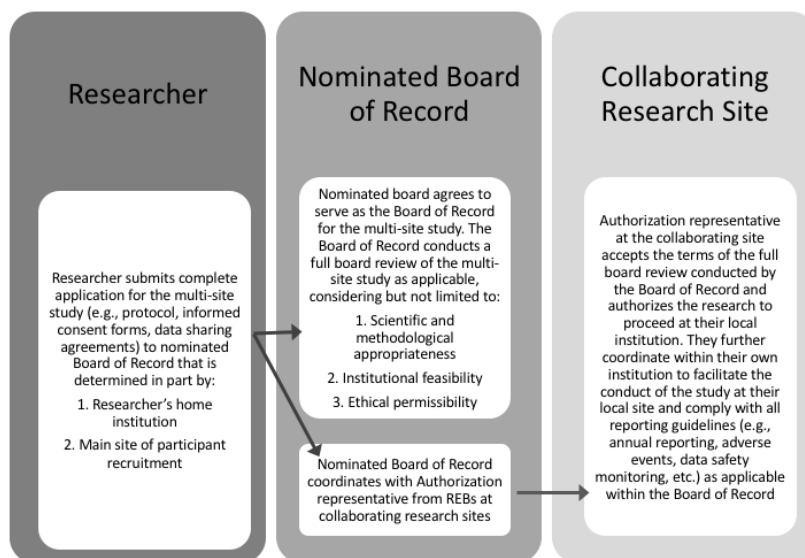 Researcher
Researcher submits complete
application for the multi-site
study (e.g., protocol, informed
consent forms, data sharing
agreements) to nominated
Board of Record that is
determined in part by:
1. Researcher’s home
institution
2. Main site of participant
recruitment
Nominated Board
of Record
Nominated board agrees to
serve as the Board of Record
for the multi-site study. The
Board of Record conducts a
full board review of the multi-
site study as applicable,
considering but not limited to:
1. Scientific and
methodological
appropriateness
2. Institutional feasibility
3. Ethical permissibility
Nominated Board of Record
coordinates with Authorization
representative from REBs at
collaborating research sites
Collaborating
Research Site
Authorization representative
at the collaborating site
accepts the terms of the full
board review conducted by
the Board of Record and
authorizes the research to
proceed at their local
institution. They further
coordinate within their own
institution to facilitate the
conduct of the study at their
local site and comply with all
reporting guidelines (e.g.,
annual reporting, adverse
events, data safety
monitoring, etc.) as applicable
within the Board of Record